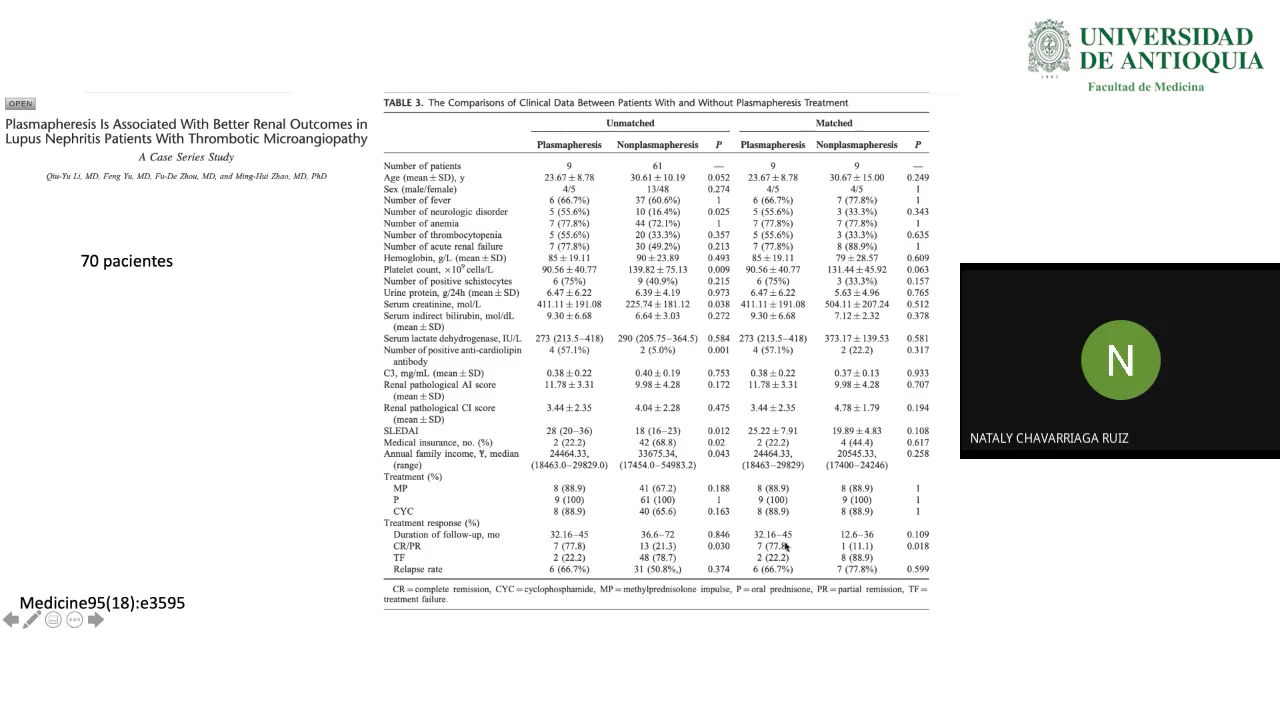 UNIVERSIDAD
DE ANTIOQUIA
1803
Facultad de Medicina
OPEN
Plasmapheresis Is Associated With Better Renal Outcomes in
Lupus Nephritis Patients With Thrombotic Microangiopathy
A Case Series Study
Qiu-Yu Li, MD, Feng Yu, MD, Fu-De Zhou, MD, and Ming-Hui Zhao, MD, PhD
70 pacientes
Medicine95(18):e3595
TABLE 3. The Comparisons of Clinical Data Between Patients With and Without Plasmapheresis Treatment
Unmatched Matched
Plasmapheresis Nonplasmapheresis P Plasmapheresis Nonplasmapheresis P
Number of patients 9 61 — 9 9 —
Age (mean ± SD), y 23.67 ± 8.78 30.61 ± 10.19 0.052 23.67 ± 8.78 30.67 ± 15.00 0.249
Sex (male/female) 4/5 13/48 0.274 4/5 4/5 1
Number of fever 6 (66.7%) 37 (60.6%) 1 6 (66.7%) 7 (77.8%) 1
Number of neurologic disorder 5 (55.6%) 10 (16.4%) 0.025 5 (55.6%) 3 (33.3%) 0.343
Number of anemia 7 (77.8%) 44 (72.1%) 1 7 (77.8%) 7 (77.8%) 1
Number of thrombocytopenia 5 (55.6%) 20 (33.3%) 0.357 5 (55.6%) 3 (33.3%) 0.635
Number of acute renal failure 7 (77.8%) 30 (49.2%) 0.213 7 (77.8%) 8 (88.9%) 1
Hemoglobin, g/L (mean ± SD) 85 ± 19.11 90 ± 23.89 0.493 85 ± 19.11 79 ± 28.57 0.609
Platelet count, ×10⁹ cells/L 90.56 ± 40.77 139.82 ± 75.13 0.009 90.56 ± 40.77 131.44 ± 45.92 0.063
Number of positive schistocytes 6 (75%) 9 (40.9%) 0.215 6 (75%) 3 (33.3%) 0.157
Urine protein, g/24h (mean ± SD) 6.47 ± 6.22 6.39 ± 4.19 0.973 6.47 ± 6.22 5.63 ± 4.96 0.765
Serum creatinine, mol/L 411.11 ± 191.08 225.74 ± 181.12 0.038 411.11 ± 191.08 504.11 ± 207.24 0.512
Serum indirect bilirubin, mol/dL 9.30 ± 6.68 6.64 ± 3.03 0.272 9.30 ± 6.68 7.12 ± 2.32 0.378
(mean ± SD)
Serum lactate dehydrogenase, IU/L 273 (213.5–418) 290 (205.75–364.5) 0.584 273 (213.5–418) 373.17 ± 139.53 0.581
Number of positive anti-cardiolipin 4 (57.1%) 2 (5.0%) 0.001 4 (57.1%) 2 (22.2) 0.317
antibody
C3, mg/mL (mean ± SD) 0.38 ± 0.22 0.40 ± 0.19 0.753 0.38 ± 0.22 0.37 ± 0.13 0.933
Renal pathological AI score 11.78 ± 3.31 9.98 ± 4.28 0.172 11.78 ± 3.31 9.98 ± 4.28 0.707
(mean ± SD)
Renal pathological CI score 3.44 ± 2.35 4.04 ± 2.28 0.475 3.44 ± 2.35 4.78 ± 1.79 0.194
(mean ± SD)
SLEDAI 28 (20–36) 18 (16–23) 0.012 25.22 ± 7.91 19.89 ± 4.83 0.108
Medical insurance, no. (%) 2 (22.2) 42 (68.8) 0.02 2 (22.2) 4 (44.4) 0.617
Annual family income, ¥, median 24464.33, 33675.34, 0.043 24464.33, 20545.33, 0.258
(range) (18463.0–29829.0) (17454.0–54983.2) (18463–29829) (17400–24246)
Treatment (%)
MP 8 (88.9) 41 (67.2) 0.188 8 (88.9) 8 (88.9) 1
P 9 (100) 61 (100) 1 9 (100) 9 (100) 1
CYC 8 (88.9) 40 (65.6) 0.163 8 (88.9) 8 (88.9) 1
Treatment response (%)
Duration of follow-up, mo 32.16–45 36.6–72 0.846 32.16–45 12.6–36 0.109
CR/PR 7 (77.8) 13 (21.3) 0.030 7 (77.8 1 (11.1) 0.018
TF 2 (22.2) 48 (78.7) 2 (22.2) 8 (88.9)
Relapse rate 6 (66.7%) 31 (50.8%,) 0.374 6 (66.7%) 7 (77.8%) 0.599
CR = complete remission, CYC = cyclophosphamide, MP = methylprednisolone impulse, P = oral prednisone, PR = partial remission, TF =
treatment failure.
N
NATALY CHAVARRIAGA RUIZ